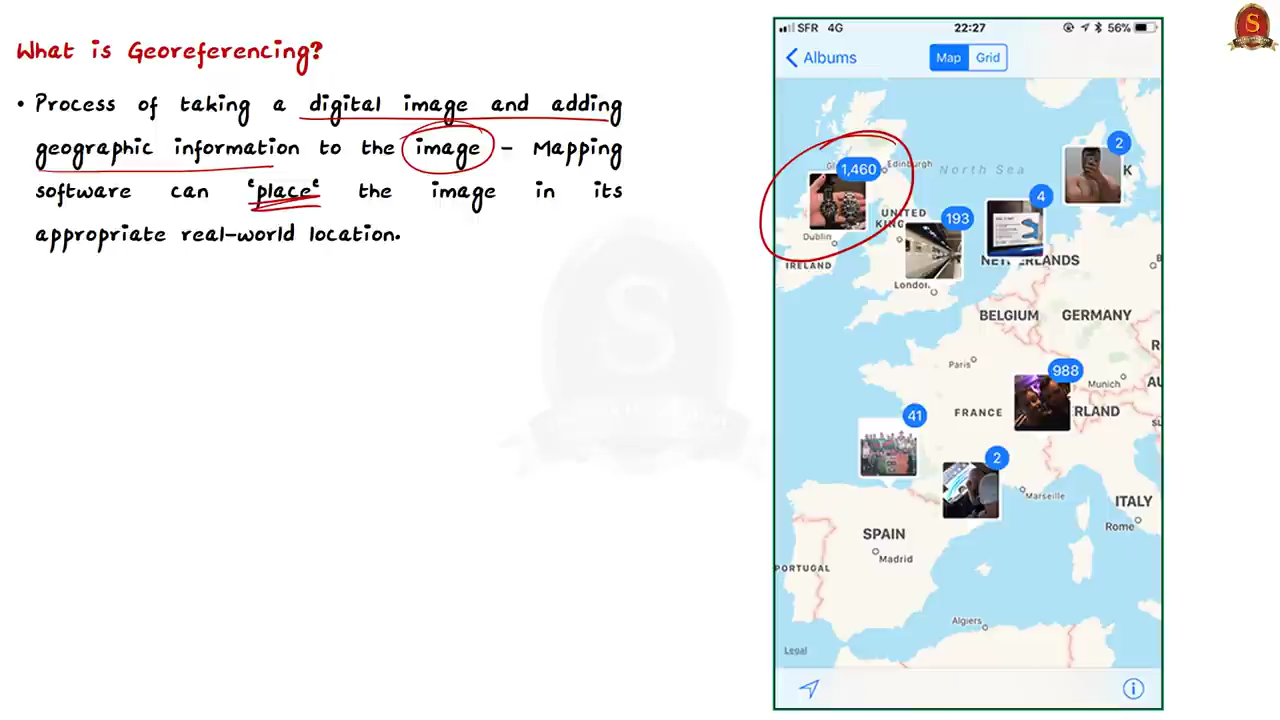 What is Georeferencing?
• Process of taking a digital image and adding
geographic information to the image – Mapping
software can ‘place‘ the image in its
appropriate real-world location.
SFR 4G 22:27 56%
Albums Map Grid
1,460
Edinburgh
North Sea
2
K
4
193
UNITED
Dublin
IRELAND
NETHERLANDS
London
BELGIUM GERMANY
Paris
988
Munich
FRANCE
ERLAND
41
2
Marseille
ITALY
Rome
SPAIN
Madrid
PORTUGAL
Algiers
Legal
S